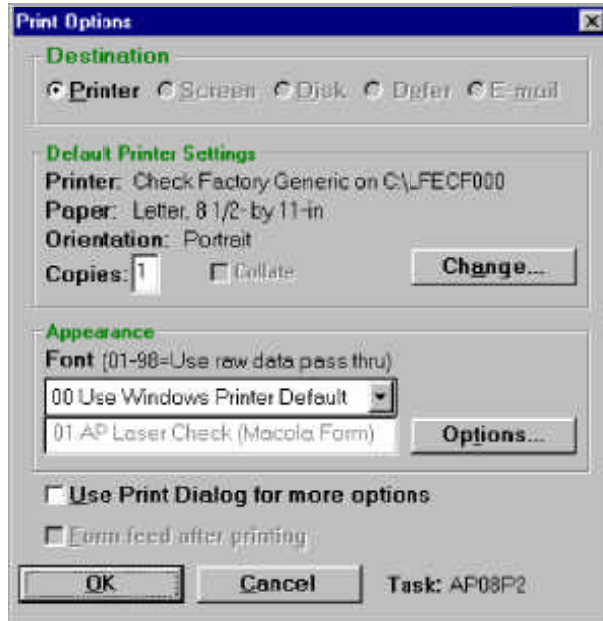 Print Options
Destination
Printer Screen Disk Defer E-mail
Default Printer Settings
Printer: Check Factory Generic on C:\LFECF000
Paper: Letter, 8 1/2- by 11-in
Orientation: Portrait
Copies: 1 Collate Change...
Appearance
Font (01-98=Use raw data pass thru)
00 Use Windows Printer Default
01 AP Laser Check (Macola Form) Options...
Use Print Dialog for more options
Form feed after printing
OK Cancel Task: AP08P2